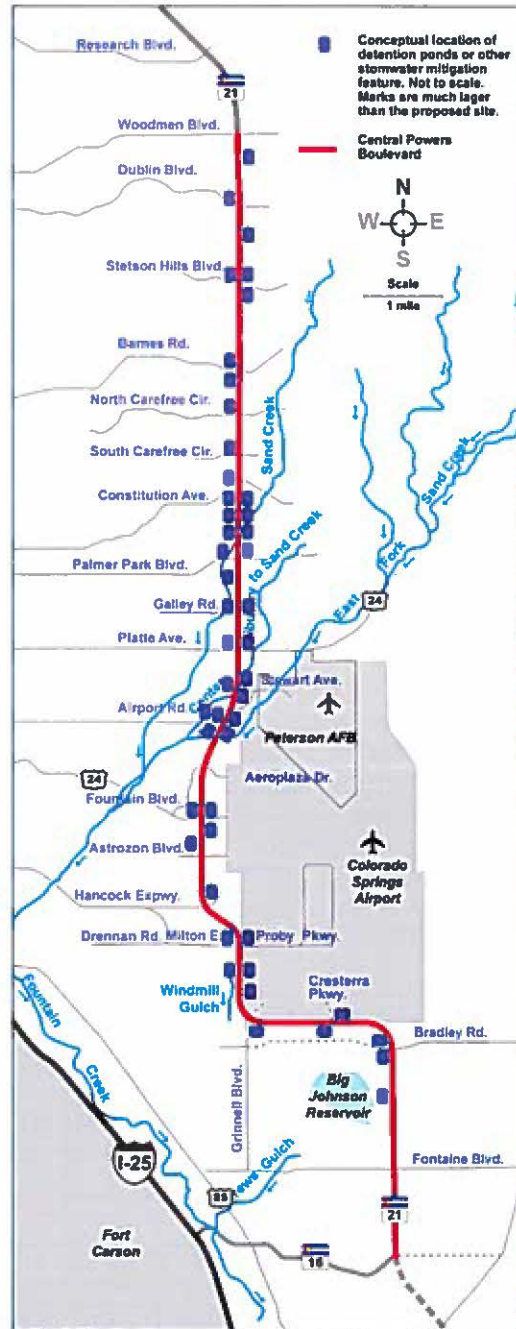 Research Blvd.
Conceptual location of
detention ponds or other
stormwater mitigation
feature. Not to scale.
Marks are much lager
than the proposed site.
21
Woodmen Blvd.
Central Powers
Boulevard
Dublin Blvd.
N
W
E
S
Stetson Hills Blvd.
Scale
1 mile
Barnes Rd.
North Carefree Cir.
Sand Creek
South Carefree Cir.
Constitution Ave.
Sand Creek
Palmer Park Blvd.
to Sand Creek
East Fork
Galley Rd.
24
Platte Ave.
Stewart Ave.
Airport Rd.
Peterson AFB
24
Aeroplaza Dr.
Fountain Blvd.
Astrozon Blvd.
Colorado
Springs
Airport
Hancock Expwy.
Drennan Rd
Milton E. Proby Pkwy.
Windmill
Gulch
Cresterra
Pkwy.
Fountain Creek
Bradley Rd.
Grinnell Blvd.
Big
Johnson
Reservoir
I-25
Fontaine Blvd.
Gulch
Fort
Carson
21
16